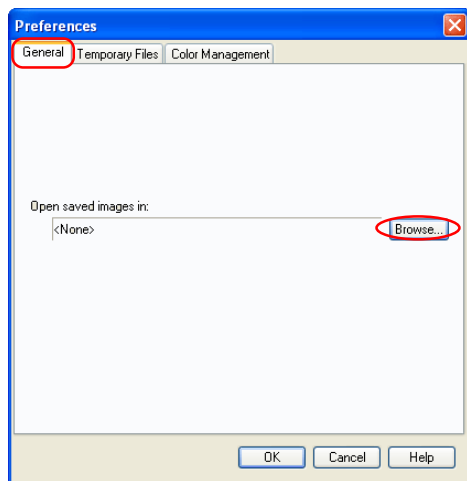 Preferences
General Temporary Files Color Management
Open saved images in:
<None> Browse...
OK Cancel Help